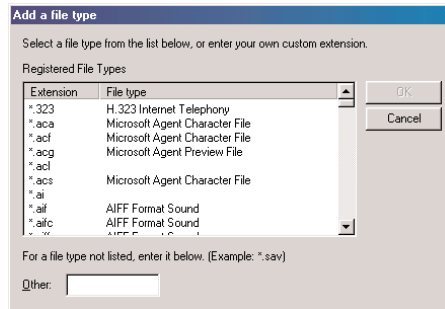 Add a file type
Select a file type from the list below, or enter your own custom extension.
Registered File Types
Extension File type
*.323 H.323 Internet Telephony
*.aca Microsoft Agent Character File
*.acf Microsoft Agent Character File
*.acg Microsoft Agent Preview File
*.acl
*.acs Microsoft Agent Character File
*.ai
*.aif AIFF Format Sound
*.aifc AIFF Format Sound
OK
Cancel
For a file type not listed, enter it below. (Example: *.sav)
Other: